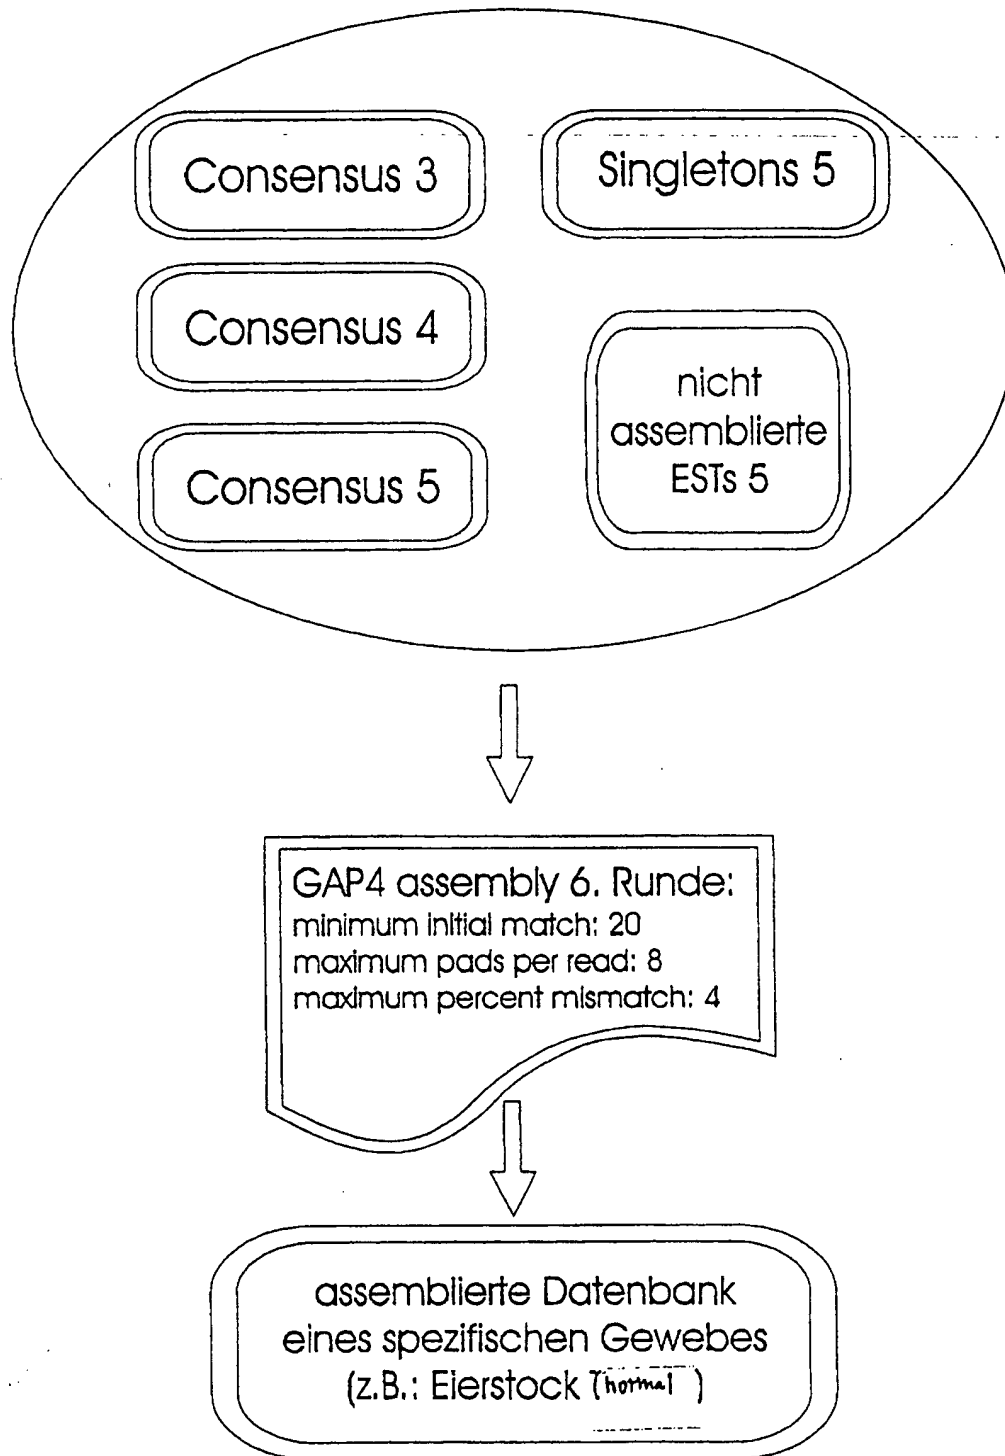 Consensus 3
Singletons 5
Consensus 4
nicht
assemblierte
ESTs 5
Consensus 5
GAP4 assembly 6. Runde:
minimum initial match: 20
maximum pads per read: 8
maximum percent mismatch: 4
assemblierte Datenbank
eines spezifischen Gewebes
(z.B.: Eierstock normal)